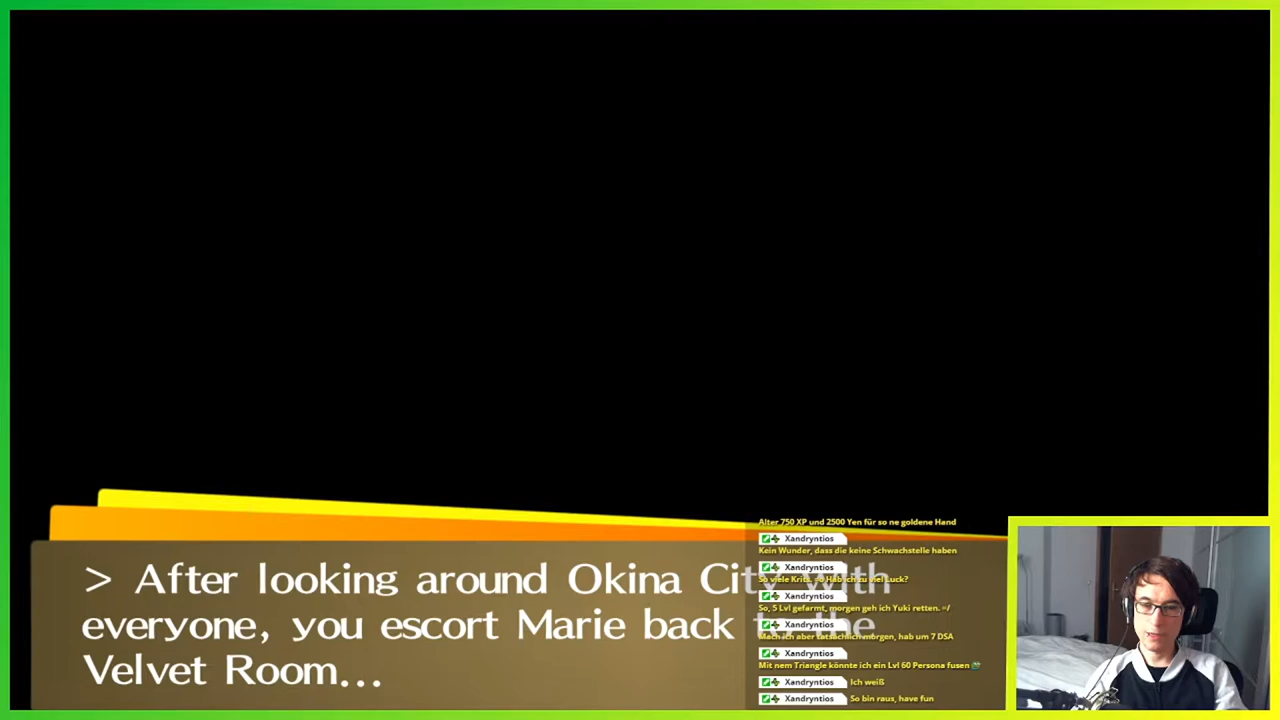 > After looking around Okina City with
everyone, you escort Marie back to the
Velvet Room...
Alter 750 XP und 2500 Yen für so ne goldene Hand
Xandryntios
Kein Wunder, dass die keine Schwachstelle haben
Xandryntios
So viele Krits. =0 Hab ich zu viel Luck?
Xandryntios
So, 5 Lvl gefarmt, morgen geh ich Yuki retten. =/
Xandryntios
Mach ich aber tatsächlich morgen, hab um 7 DSA
Xandryntios
Mit nem Triangle könnte ich ein Lvl 60 Persona fusen
Xandryntios Ich weiß
Xandryntios So bin raus, have fun